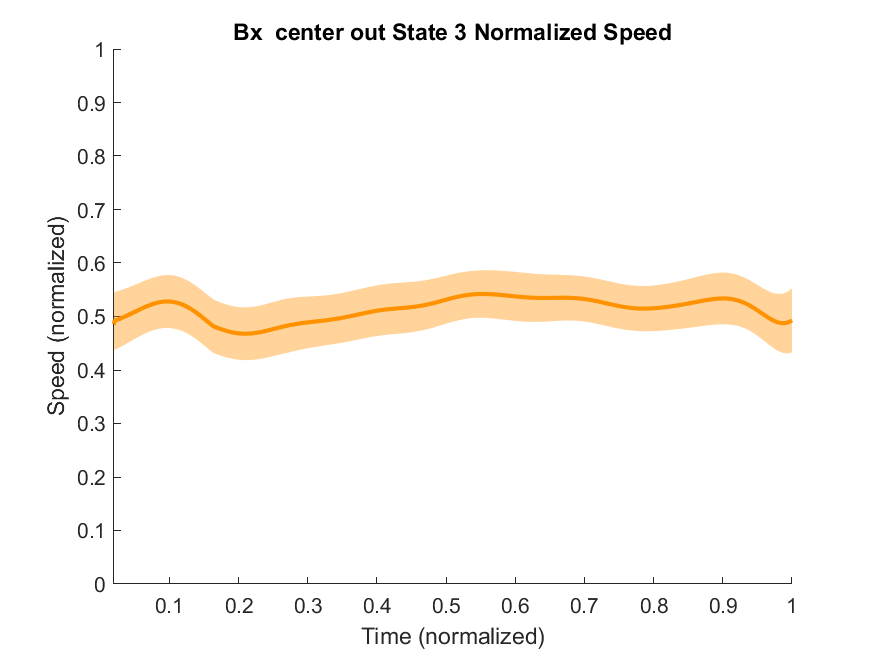 Bx  center out State 3 Normalized Speed
1
0.9
0.8
0.7
0.6
0.5
0.4
0.3
0.2
0.1
0
Speed (normalized)
0.1 0.2 0.3 0.4 0.5 0.6 0.7 0.8 0.9 1
Time (normalized)